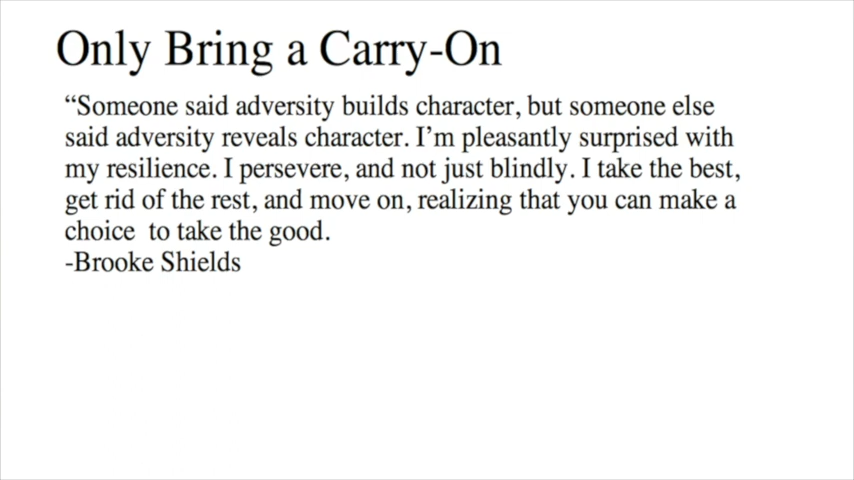 Only Bring a Carry-On
“Someone said adversity builds character, but someone else
said adversity reveals character. I’m pleasantly surprised with
my resilience. I persevere, and not just blindly. I take the best,
get rid of the rest, and move on, realizing that you can make a
choice  to take the good.
-Brooke Shields